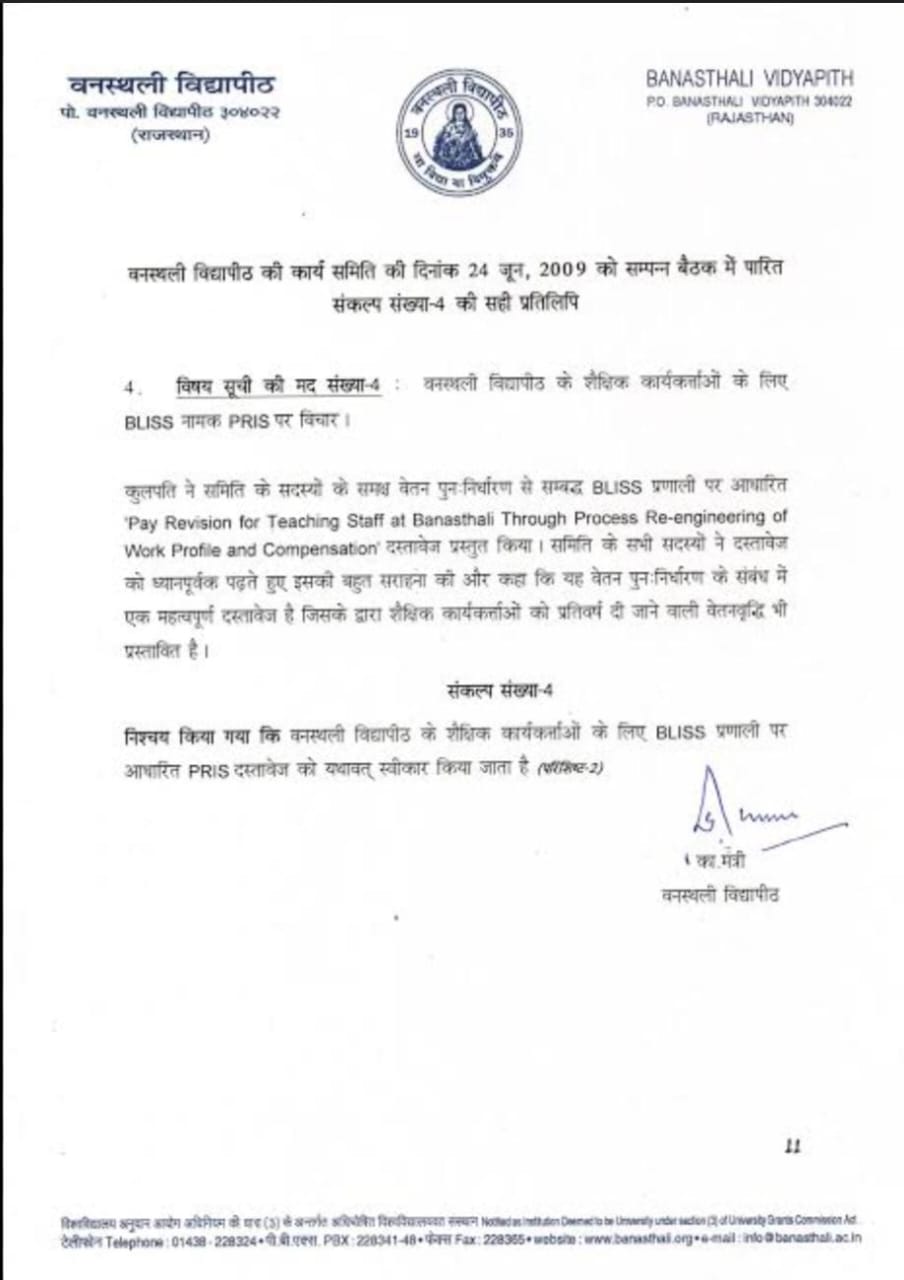 वनस्थली विद्यापीठ
पो. वनस्थली विद्यापीठ ३०४०२२
(राजस्थान)
वनस्थली विद्यापीठ
19 35
सा विद्या या विमुक्तये
BANASTHALI VIDYAPITH
P.O. BANASTHALI VIDYAPITH 304022
(RAJASTHAN)
वनस्थली विद्यापीठ की कार्य समिति की दिनांक 24 जून, 2009 को सम्पन्न बैठक में पारित
संकल्प संख्या-4 की सही प्रतिलिपि
4. विषय सूची की मद संख्या-4 : वनस्थली विद्यापीठ के शैक्षिक कार्यकर्त्ताओं के लिए
BLISS नामक PRIS पर विचार।
कुलपति ने समिति के सदस्यों के समक्ष वेतन पुनःनिर्धारण से सम्बद्ध BLISS प्रणाली पर आधारित
'Pay Revision for Teaching Staff at Banasthali Through Process Re-engineering of
Work Profile and Compensation' दस्तावेज प्रस्तुत किया। समिति के सभी सदस्यों ने दस्तावेज
को ध्यानपूर्वक पढ़ते हुए इसकी बहुत सराहना की और कहा कि यह वेतन पुनःनिर्धारण के संबंध में
एक महत्वपूर्ण दस्तावेज है जिसके द्वारा शैक्षिक कार्यकर्त्ताओं को प्रतिवर्ष दी जाने वाली वेतनवृद्धि भी
प्रस्तावित है।
संकल्प संख्या-4
निश्चय किया गया कि वनस्थली विद्यापीठ के शैक्षिक कार्यकर्त्ताओं के लिए BLISS प्रणाली पर
आधारित PRIS दस्तावेज को यथावत् स्वीकार किया जाता है (परिशिष्ट-2)
का.मंत्री
वनस्थली विद्यापीठ
11
विश्वविद्यालय अनुदान आयोग अधिनियम की धारा (3) के अन्तर्गत अधिघोषित विश्वविद्यालयवत संस्थान Notified as Institution Deemed to be University under section (3) of University Grants Commission Act.
टेलीफोन Telephone : 01438 - 228324 • पी.बी.एक्स. PBX : 228341-48 • फेक्स Fax : 228365 • website : www.banasthali.org • e-mail : info@banasthali.ac.in